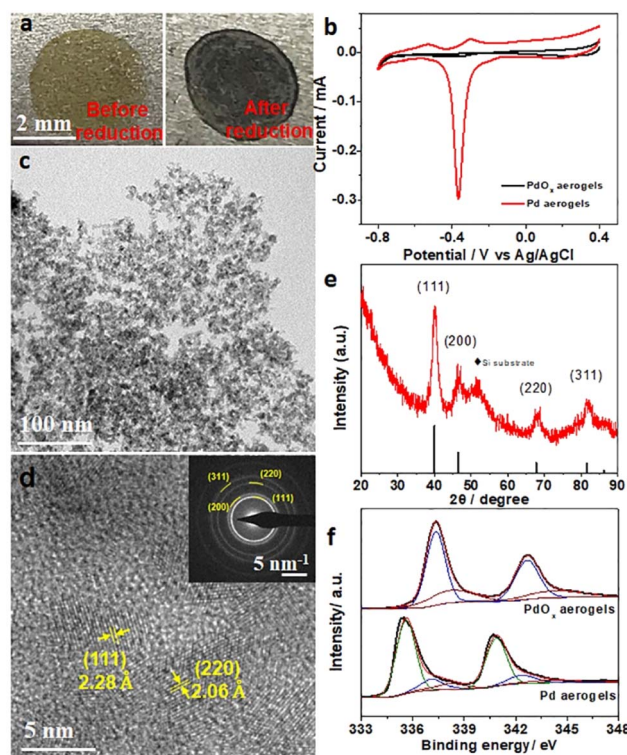 a
Before
reduction
2 mm
After
reduction
b
Current / mA
0.0
-0.1
-0.2
-0.3
PdOx aerogels
Pd aerogels
-0.8 -0.4 0.0 0.4
Potential / V vs Ag/AgCl
c
100 nm
d
(311)
(220)
(200)
(111)
5 nm-1
(111)
2.28 Å
(220)
2.06 Å
5 nm
e
Intensity (a.u.)
(111)
(200)
◆Si substrate
(220)
(311)
20 30 40 50 60 70 80 90
2θ / degree
f
Intensity/ a.u.
PdOx aerogels
Pd aerogels
333 336 339 342 345 348
Binding energy / eV